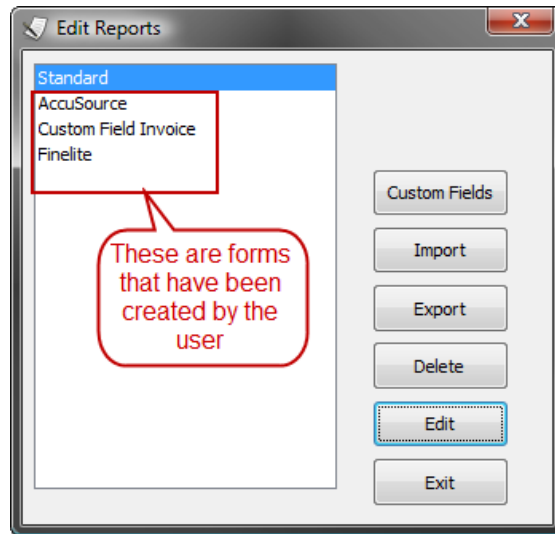 Edit Reports
Standard
AccuSource
Custom Field Invoice
Finelite
These are forms
that have been
created by the
user
Custom Fields
Import
Export
Delete
Edit
Exit